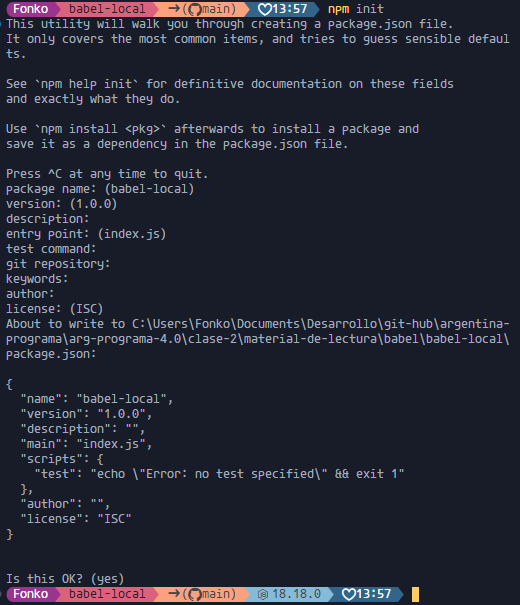 Fonko babel-local →(main) ♡13:57 npm init
This utility will walk you through creating a package.json file.
It only covers the most common items, and tries to guess sensible defaul
ts.
See `npm help init` for definitive documentation on these fields
and exactly what they do.
Use `npm install <pkg>` afterwards to install a package and
save it as a dependency in the package.json file.
Press ^C at any time to quit.
package name: (babel-local)
version: (1.0.0)
description:
entry point: (index.js)
test command:
git repository:
keywords:
author:
license: (ISC)
About to write to C:\Users\Fonko\Documents\Desarrollo\git-hub\argentina-
programa\arg-programa-4.0\clase-2\material-de-lectura\babel\babel-local\
package.json:
{
  "name": "babel-local",
  "version": "1.0.0",
  "description": "",
  "main": "index.js",
  "scripts": {
    "test": "echo \"Error: no test specified\" && exit 1"
  },
  "author": "",
  "license": "ISC"
}
Is this OK? (yes)
Fonko babel-local →(main) 18.18.0 ♡13:57